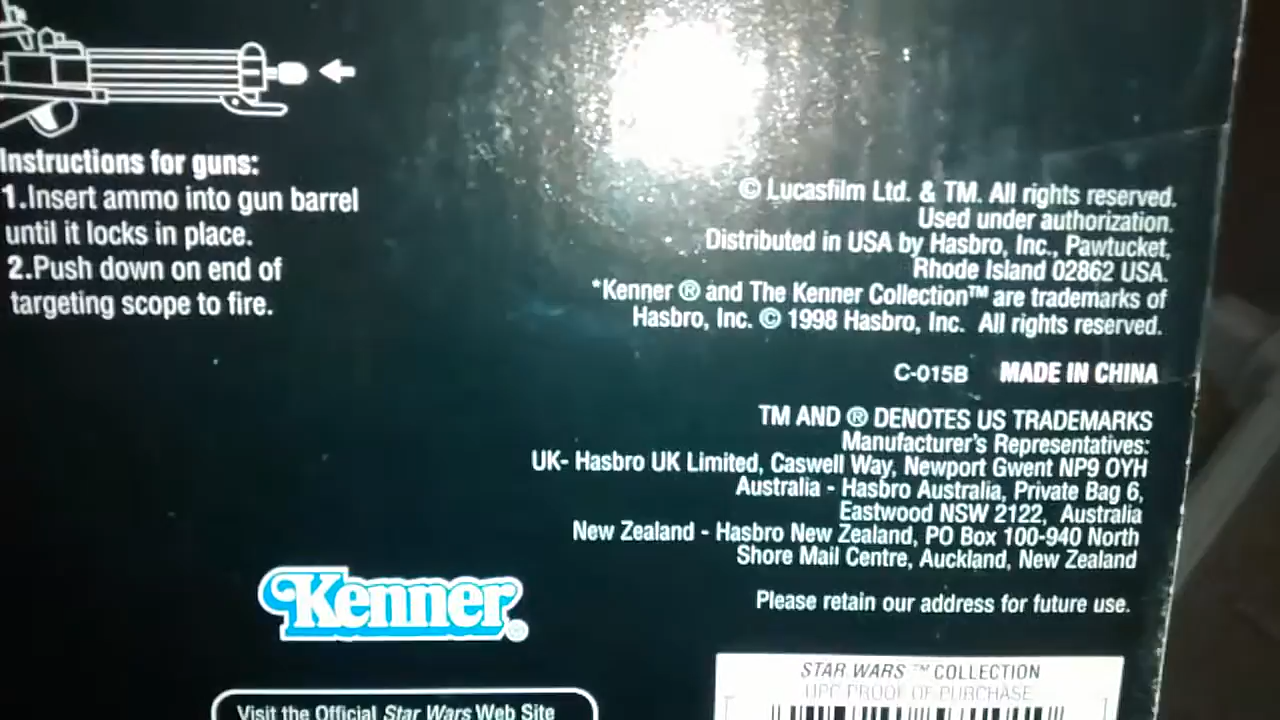 Instructions for guns:
1.Insert ammo into gun barrel
until it locks in place.
2.Push down on end of
targeting scope to fire.
© Lucasfilm Ltd. & TM. All rights reserved.
Used under authorization.
Distributed in USA by Hasbro, Inc., Pawtucket,
Rhode Island 02862 USA.
*Kenner ® and The Kenner Collection™ are trademarks of
Hasbro, Inc. © 1998 Hasbro, Inc. All rights reserved.
C-015B MADE IN CHINA
TM AND ® DENOTES US TRADEMARKS
Manufacturer's Representatives:
UK- Hasbro UK Limited, Caswell Way, Newport Gwent NP9 OYH
Australia - Hasbro Australia, Private Bag 6,
Eastwood NSW 2122, Australia
New Zealand - Hasbro New Zealand, PO Box 100-940 North
Shore Mail Centre, Auckland, New Zealand
Please retain our address for future use.
Kenner®
STAR WARS™ COLLECTION
UPC PROOF OF PURCHASE
Visit the Official Star Wars Web Site